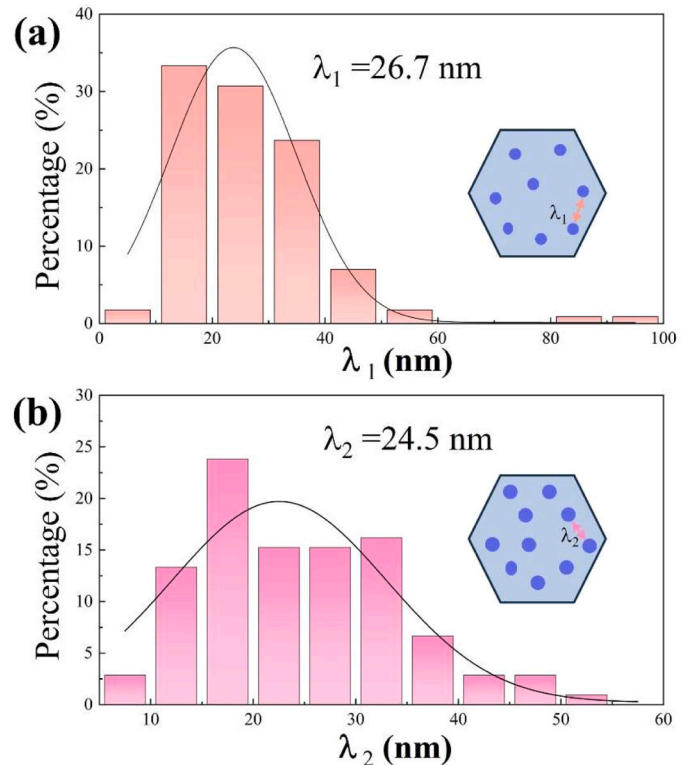 (a)
Percentage (%)
40
30
20
10
0
λ1 =26.7 nm
λ1
0 20 40 60 80 100
λ1 (nm)
(b)
Percentage (%)
30
25
20
15
10
5
0
λ2 =24.5 nm
λ2
10 20 30 40 50 60
λ2 (nm)